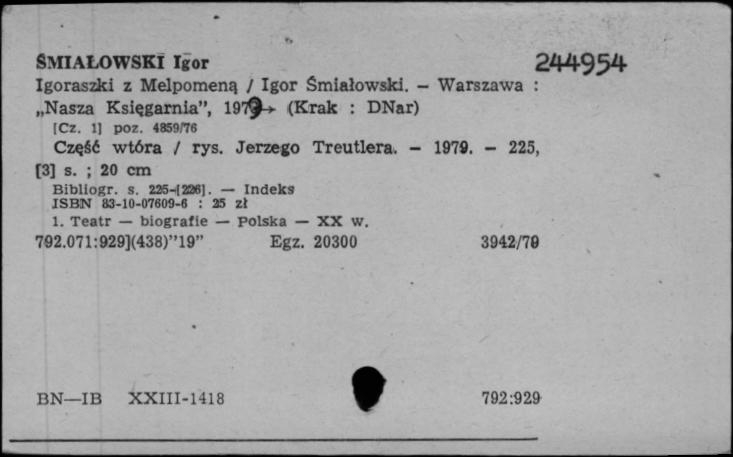 ŚMIAŁOWSKI Igor 244954
Igoraszki z Melpomeną / Igor Śmiałowski. – Warszawa :
„Nasza Księgarnia”, 1979→ (Krak : DNar)
[Cz. 1] poz. 4859/76
Część wtóra / rys. Jerzego Treutlera. – 1979. – 225,
[3] s. ; 20 cm
Bibliogr. s. 225-[226]. — Indeks
ISBN 83-10-07609-6 : 25 zł
1. Teatr — biografie — Polska — XX w.
792.071:929](438)”19” Egz. 20300 3942/79
BN—IB XXIII-1418 792:929